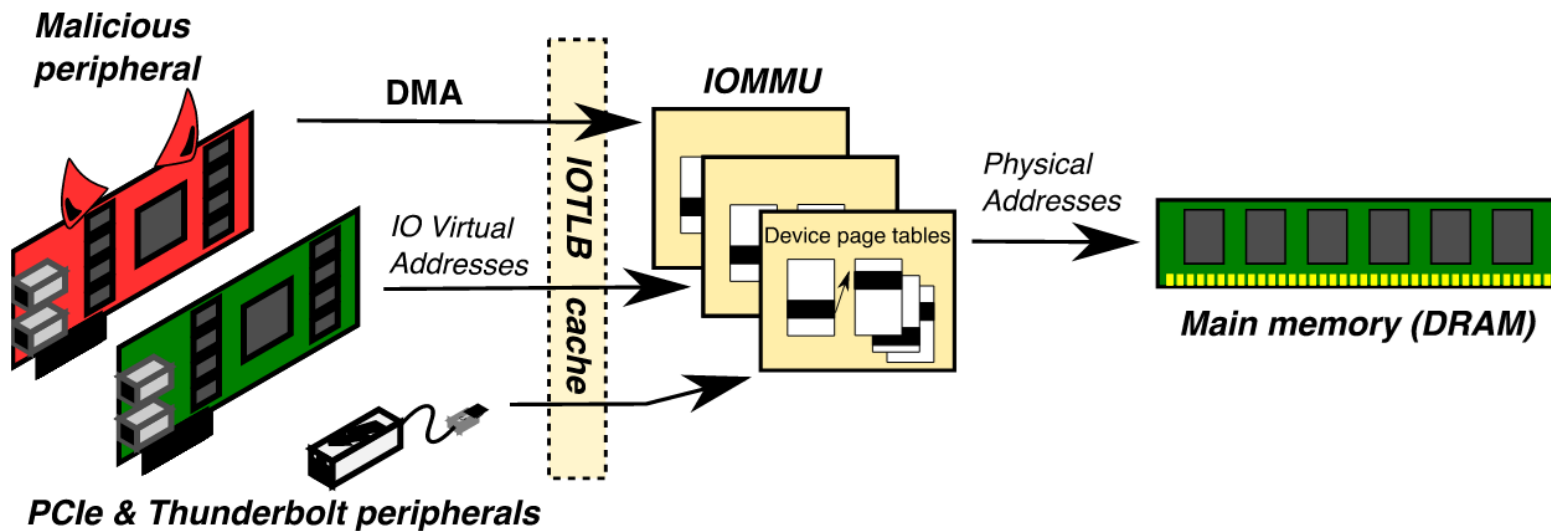 Malicious
peripheral
DMA
IOMMU
IOTLB cache
IO Virtual
Addresses
Device page tables
Physical
Addresses
Main memory (DRAM)
PCIe & Thunderbolt peripherals